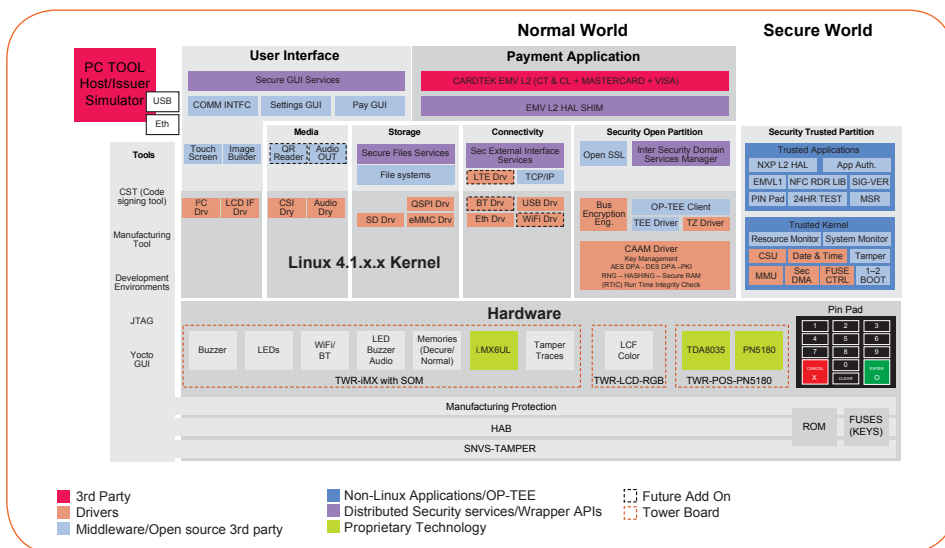 Normal World
Secure World
PC TOOL
Host/Issuer
Simulator
USB
Eth
User Interface
Secure GUI Services
COMM INTFC
Settings GUI
Pay GUI
Payment Application
CARDTEK EMV L2 (CT & CL + MASTERCARD + VISA)
EMV L2 HAL SHIM
Tools
CST (Code
signing tool)
Manufacturing
Tool
Development
Environments
JTAG
Yocto
GUI
Touch
Screen
Image
Builder
I²C
Drv
LCD IF
Drv
Media
QR
Reader
Audio
OUT
CSI
Drv
Audio
Drv
Storage
Secure Files Services
File systems
QSPI Drv
SD Drv
eMMC Drv
Connectivity
Sec External Interface
Services
LTE Drv
TCP/IP
BT Drv
USB Drv
Eth Drv
WiFi Drv
Linux 4.1.x.x Kernel
Security Open Partition
Open SSL
Inter Security Domain
Services Manager
Bus
Encryption
Eng.
OP-TEE Client
TEE Driver
TZ Driver
CAAM Driver
Key Management
AES DPA - DES DPA –PKI
RNG – HASHING – Secure RAM
(RTIC) Run Time Integrity Check
Security Trusted Partition
Trusted Applications
NXP L2 HAL
App Auth.
EMVL1
NFC RDR LIB
SIG-VER
PIN Pad
24HR TEST
MSR
Trusted Kernel
Resource Monitor
System Monitor
CSU
Date & Time
Tamper
MMU
Sec
DMA
FUSE
CTRL
1–2
BOOT
Hardware
Buzzer
LEDs
WiFi/
BT
LED
Buzzer
Audio
Memories
(Decure/
Normal)
i.MX6UL
Tamper
Traces
TWR-iMX with SOM
LCF
Color
TWR-LCD-RGB
TDA8035
PN5180
TWR-POS-PN5180
Pin Pad
1 2 3
4 5 6
7 8 9
CANCEL
X
0
CLEAR
ENTER
O
Manufacturing Protection
HAB
SNVS-TAMPER
ROM
FUSES
(KEYS)
3rd Party
Drivers
Middleware/Open source 3rd party
Non-Linux Applications/OP-TEE
Distributed Security services/Wrapper APIs
Proprietary Technology
Future Add On
Tower Board